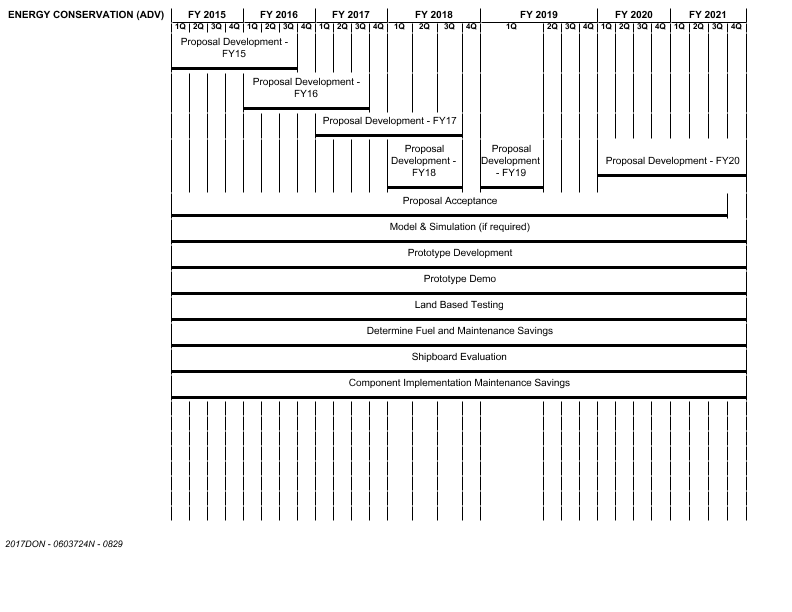 ENERGY CONSERVATION (ADV) FY 2015 FY 2016 FY 2017 FY 2018 FY 2019 FY 2020 FY 2021
1Q 2Q 3Q 4Q 1Q 2Q 3Q 4Q 1Q 2Q 3Q 4Q 1Q 2Q 3Q 4Q 1Q 2Q 3Q 4Q 1Q 2Q 3Q 4Q 1Q 2Q 3Q 4Q
Proposal Development -
FY15
Proposal Development -
FY16
Proposal Development - FY17
Proposal
Development -
FY18
Proposal
Development
- FY19
Proposal Development - FY20
Proposal Acceptance
Model & Simulation (if required)
Prototype Development
Prototype Demo
Land Based Testing
Determine Fuel and Maintenance Savings
Shipboard Evaluation
Component Implementation Maintenance Savings
2017DON - 0603724N - 0829